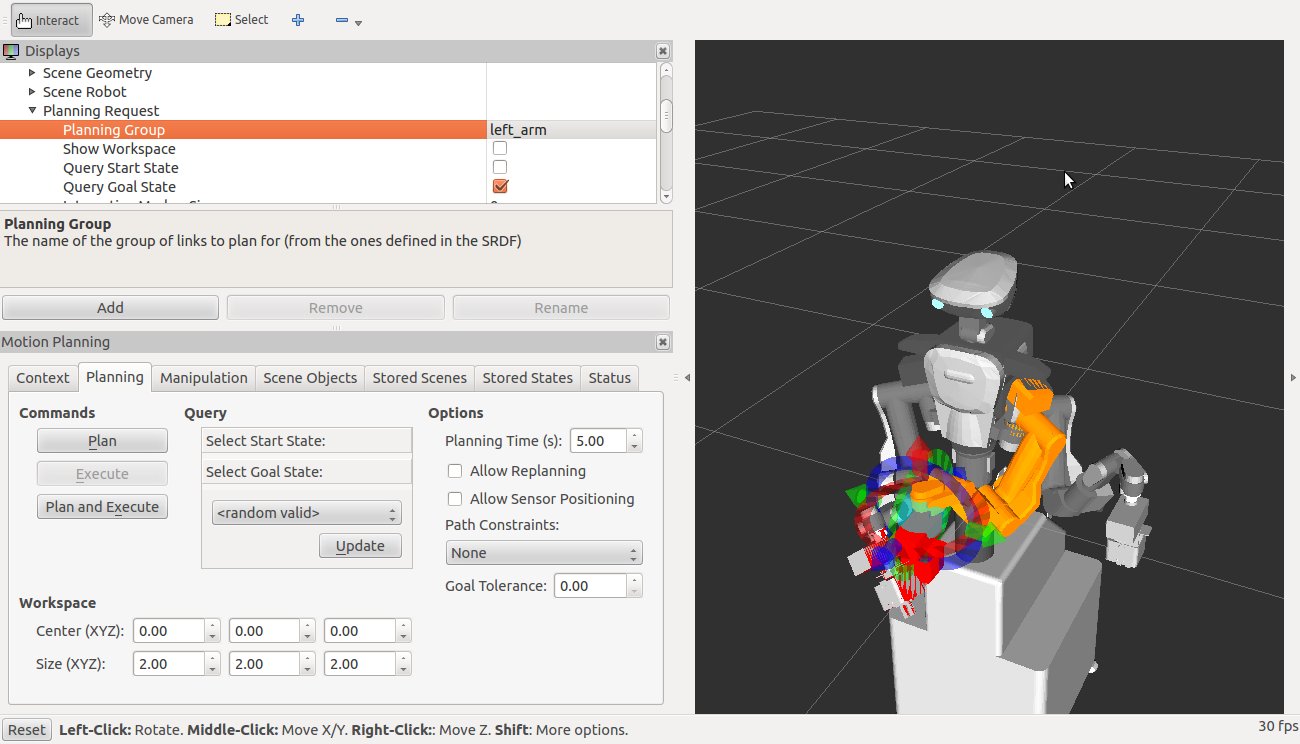 Interact Move Camera Select
Displays
Scene Geometry
Scene Robot
Planning Request
Planning Group left_arm
Show Workspace
Query Start State
Query Goal State
Planning Group
The name of the group of links to plan for (from the ones defined in the SRDF)
Add Remove Rename
Motion Planning
Context Planning Manipulation Scene Objects Stored Scenes Stored States Status
Commands Query Options
Plan Select Start State: Planning Time (s): 5.00
Execute Select Goal State: Allow Replanning
Plan and Execute <random valid> Allow Sensor Positioning
Path Constraints:
Update None
Goal Tolerance: 0.00
Workspace
Center (XYZ): 0.00 0.00 0.00
Size (XYZ): 2.00 2.00 2.00
Reset Left-Click: Rotate. Middle-Click: Move X/Y. Right-Click:: Move Z. Shift: More options. 30 fps